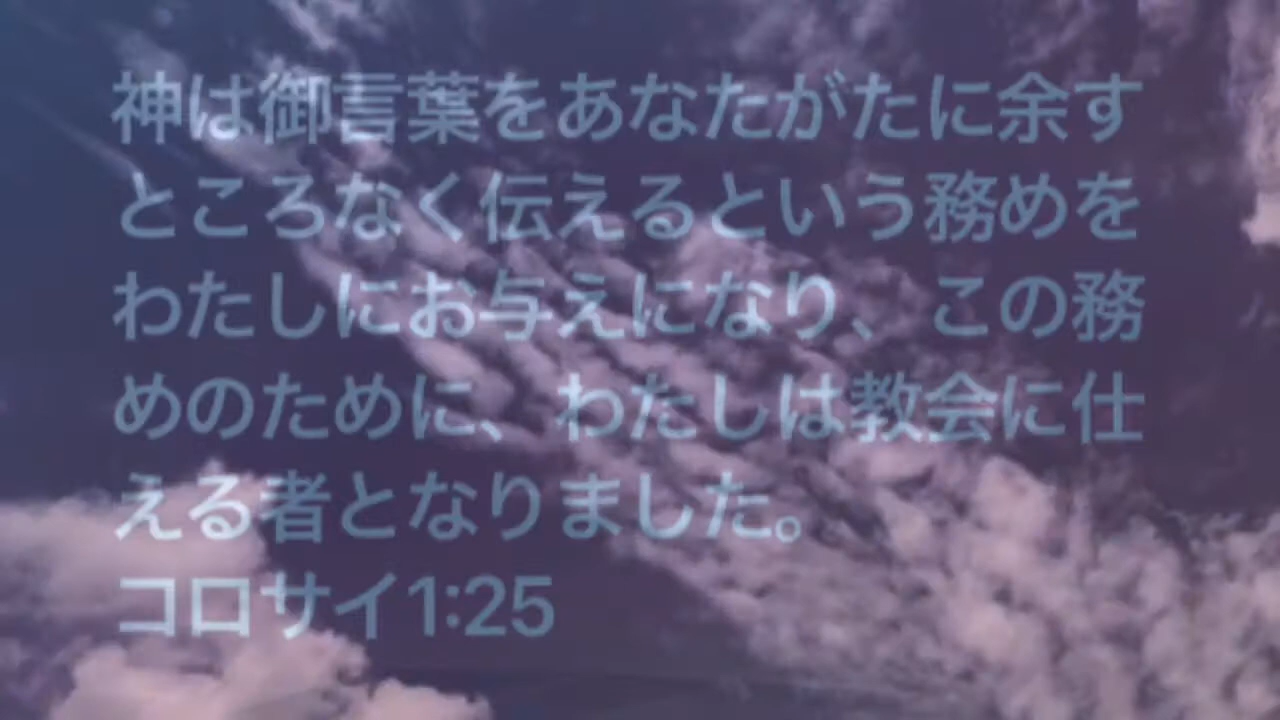 神は御言葉をあなたがたに余す
ところなく伝えるという務めを
わたしにお与えになり、この務
めのために、わたしは教会に仕
える者となりました。
コロサイ1:25